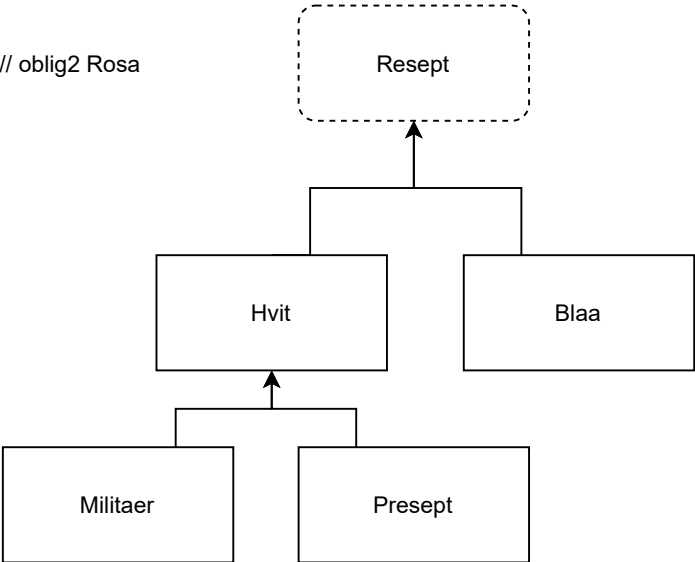 // oblig2 Rosa
Resept
Hvit
Blaa
Militaer
Presept